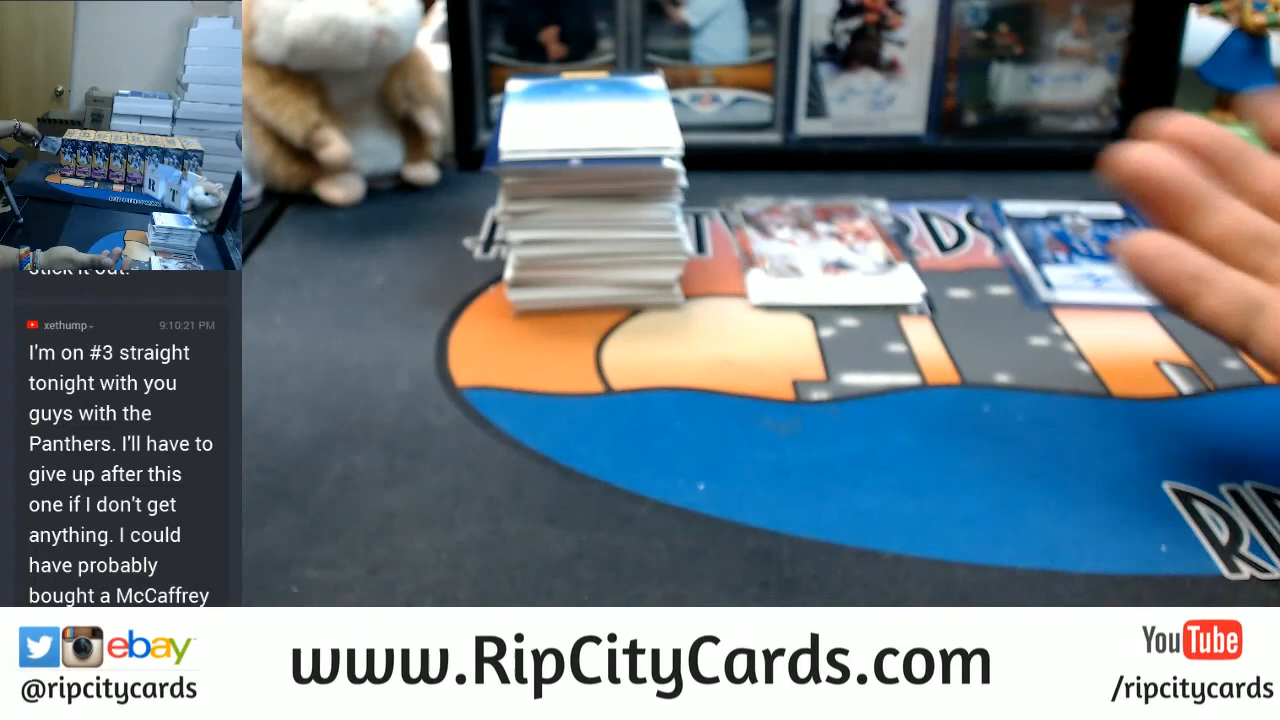 stick it out.
xethump-
9:10:21 PM
I'm on #3 straight
tonight with you
guys with the
Panthers. I'll have to
give up after this
one if I don't get
anything. I could
have probably
bought a McCaffrey
RIP
ebay
@ripcitycards
www.RipCityCards.com
YouTube
/ripcitycards